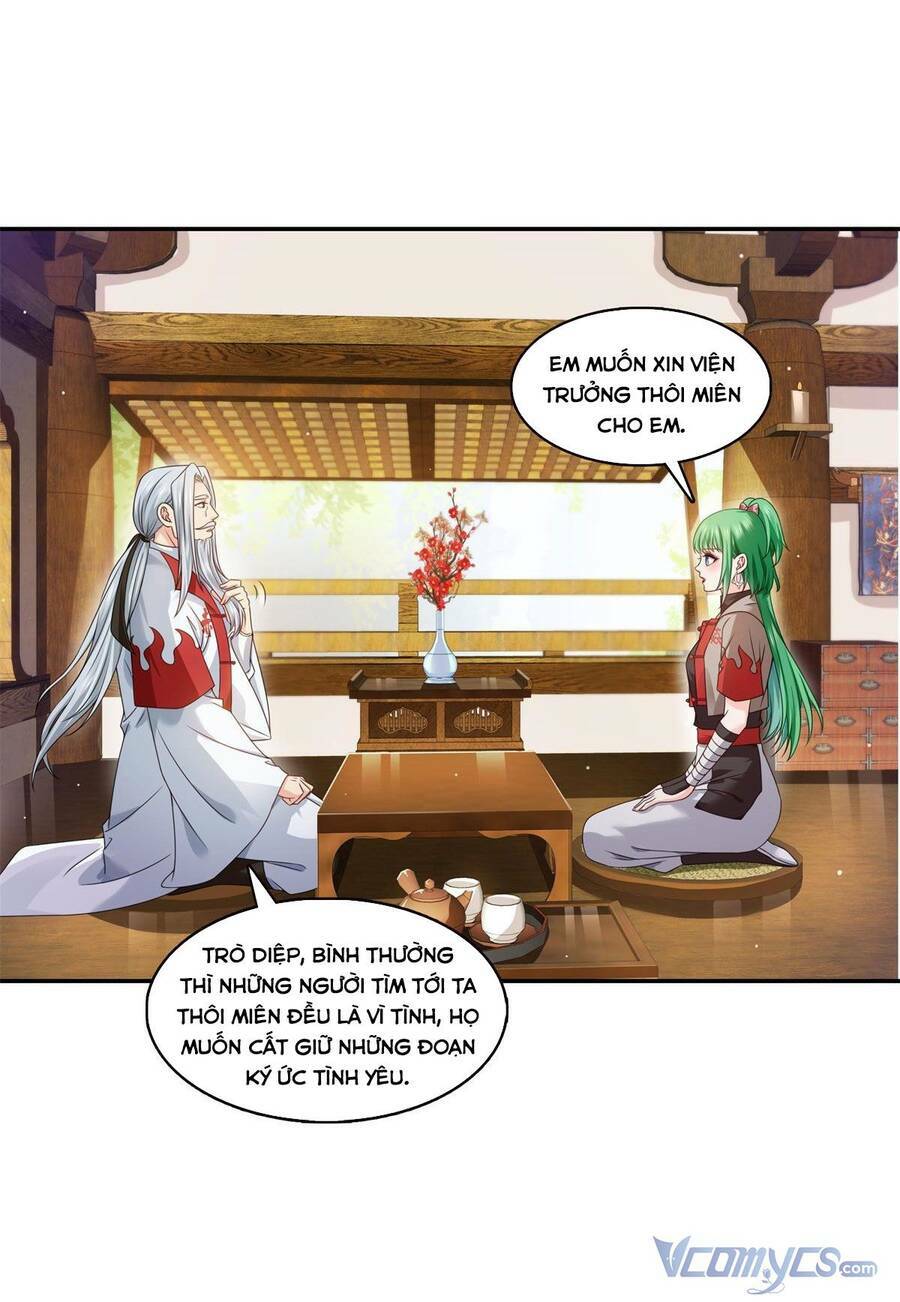 EM MUỐN XIN VIỆN
TRƯỞNG THÔI MIÊN
CHO EM.
TRÒ DIỆP, BÌNH THƯỜNG
THÌ NHỮNG NGƯỜI TÌM TỚI TA
THÔI MIÊN ĐỀU LÀ VÌ TÌNH, HỌ
MUỐN CẤT GIỮ NHỮNG ĐOẠN
KÝ ỨC TÌNH YÊU.
VCOMYCS.com